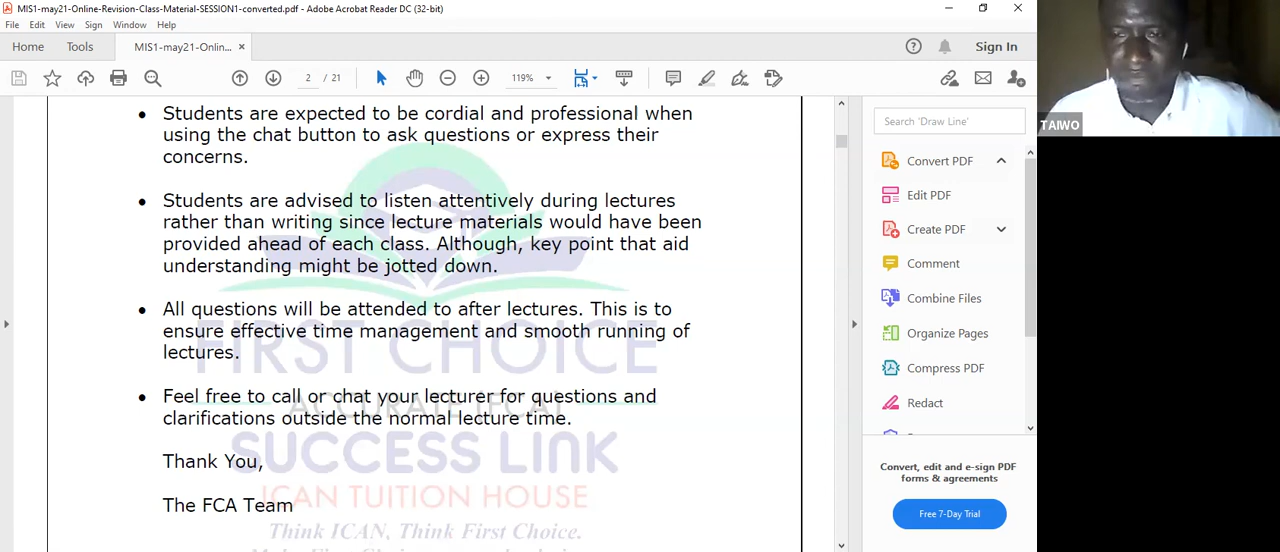 MIS1-may21-Online-Revision-Class-Material-SESSION1-converted.pdf - Adobe Acrobat Reader DC (32-bit)
File Edit View Sign Window Help
Home Tools MIS1-may21-Onlin... × Sign In
2 / 21 119%
• Students are expected to be cordial and professional when
using the chat button to ask questions or express their
concerns.
• Students are advised to listen attentively during lectures
rather than writing since lecture materials would have been
provided ahead of each class. Although, key point that aid
understanding might be jotted down.
• All questions will be attended to after lectures. This is to
ensure effective time management and smooth running of
lectures.
• Feel free to call or chat your lecturer for questions and
clarifications outside the normal lecture time.
Thank You,
The FCA Team
FIRST CHOICE
ACCURATE (FCA)
SUCCESS LINK
ICAN TUITION HOUSE
Think ICAN, Think First Choice.
Search 'Draw Line'
Convert PDF
Edit PDF
Create PDF
Comment
Combine Files
Organize Pages
Compress PDF
Redact
Convert, edit and e-sign PDF
forms & agreements
Free 7-Day Trial
TAIWO